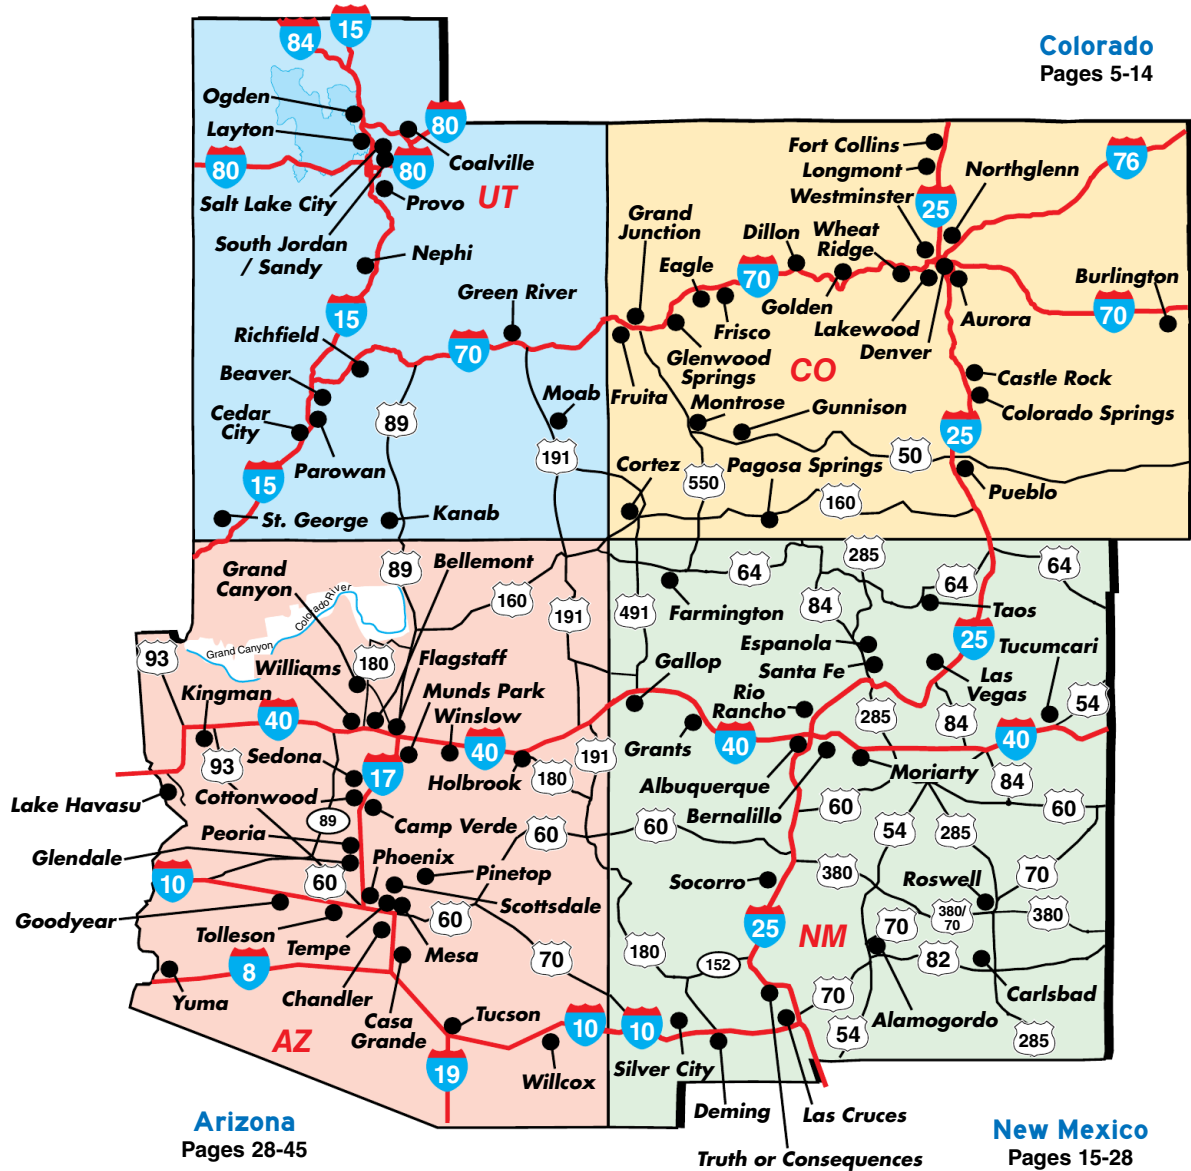 Colorado
Pages 5-14
84
15
Ogden
Layton
80
80
80
Coalville
Salt Lake City
Provo
UT
South Jordan
/ Sandy
Nephi
Green River
15
Richfield
70
Beaver
Cedar
City
Parowan
89
Moab
191
15
St. George
Kanab
Fort Collins
Longmont
Westminster
Northglenn
76
25
Grand
Junction
Dillon
Wheat
Ridge
Eagle
70
Golden
Frisco
Lakewood
Denver
Aurora
Burlington
70
Glenwood
Springs
CO
Fruita
Montrose
Gunnison
Castle Rock
Colorado Springs
25
50
Cortez
550
Pagosa Springs
160
Pueblo
Grand
Canyon
89
Bellemont
160
191
Colorado River
Grand Canyon
93
Williams
180
Flagstaff
Kingman
40
Munds Park
Winslow
40
93
Sedona
17
Holbrook
180
191
Lake Havasu
Cottonwood
89
Camp Verde
60
Peoria
Glendale
Phoenix
Pinetop
10
60
Goodyear
Scottsdale
Tolleson
Tempe
60
Mesa
70
8
Yuma
Chandler
Casa
Grande
Tucson
10
AZ
19
Willcox
Arizona
Pages 28-45
64
285
64
64
491
Farmington
84
Taos
Espanola
Santa Fe
25
Tucumcari
Gallop
Rio
Rancho
Las
Vegas
54
285
84
Grants
40
40
Albuquerque
Moriarty
84
Bernalillo
60
60
60
54
285
380
Roswell
70
Socorro
380/
70
380
25
NM
70
82
180
152
70
Carlsbad
10
54
Alamogordo
285
Silver City
Deming
Las Cruces
Truth or Consequences
New Mexico
Pages 15-28